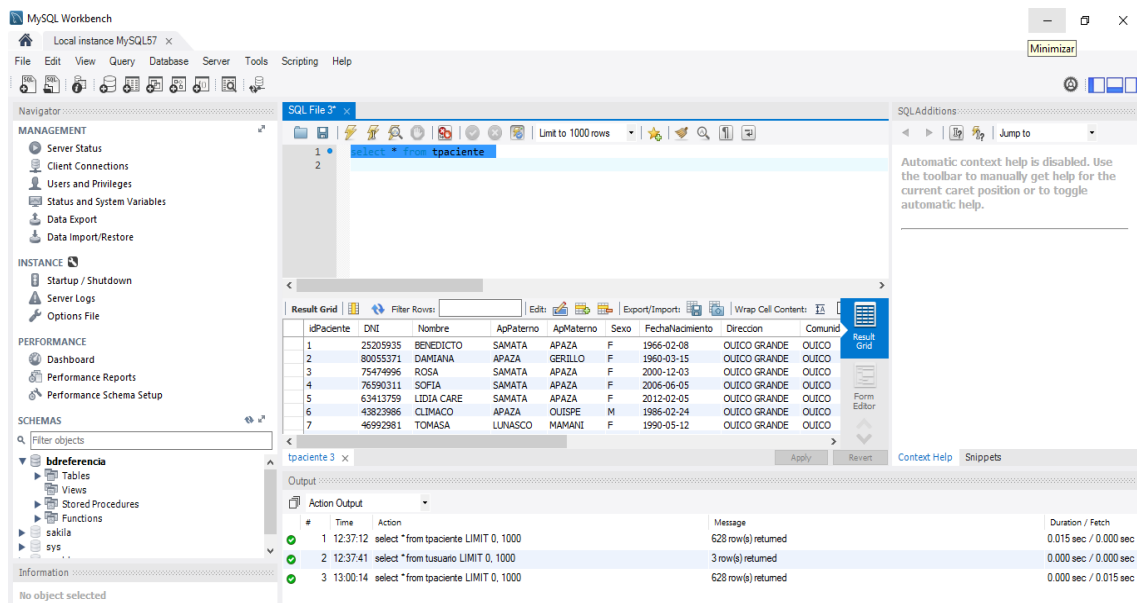 MySQL Workbench
Local instance MySQL57
Minimizar
File Edit View Query Database Server Tools Scripting Help
Navigator
MANAGEMENT
Server Status
Client Connections
Users and Privileges
Status and System Variables
Data Export
Data Import/Restore
INSTANCE
Startup / Shutdown
Server Logs
Options File
PERFORMANCE
Dashboard
Performance Reports
Performance Schema Setup
SCHEMAS
Filter objects
bdreferencia
Tables
Views
Stored Procedures
Functions
sakila
sys
Information
No object selected
SQL File 3*
Limit to 1000 rows
1 select * from tpaciente
2
Result Grid Filter Rows: Edit: Export/Import: Wrap Cell Content:
idPaciente DNI Nombre ApPaterno ApMaterno Sexo FechaNacimiento Direccion Comunid
1 25205935 BENEDICTO SAMATA APAZA F 1966-02-08 OUICO GRANDE OUICO
2 80055371 DAMIANA APAZA GERILLO F 1960-03-15 OUICO GRANDE OUICO
3 75474996 ROSA SAMATA APAZA F 2000-12-03 OUICO GRANDE OUICO
4 76590311 SOFIA SAMATA APAZA F 2006-06-05 OUICO GRANDE OUICO
5 63413759 LIDIA CARE SAMATA APAZA F 2012-02-05 OUICO GRANDE OUICO
6 43823986 CLIMACO APAZA OUISPE M 1986-02-24 OUICO GRANDE OUICO
7 46992981 TOMASA LUNASCO MAMANI F 1990-05-12 OUICO GRANDE OUICO
Result Grid
Form Editor
tpaciente 3
Apply Revert
SQLAdditions
Jump to
Automatic context help is disabled. Use
the toolbar to manually get help for the
current caret position or to toggle
automatic help.
Context Help Snippets
Output
Action Output
# Time Action Message Duration / Fetch
1 12:37:12 select * from tpaciente LIMIT 0, 1000 628 row(s) returned 0.015 sec / 0.000 sec
2 12:37:41 select * from tusuario LIMIT 0, 1000 3 row(s) returned 0.000 sec / 0.000 sec
3 13:00:14 select * from tpaciente LIMIT 0, 1000 628 row(s) returned 0.000 sec / 0.015 sec